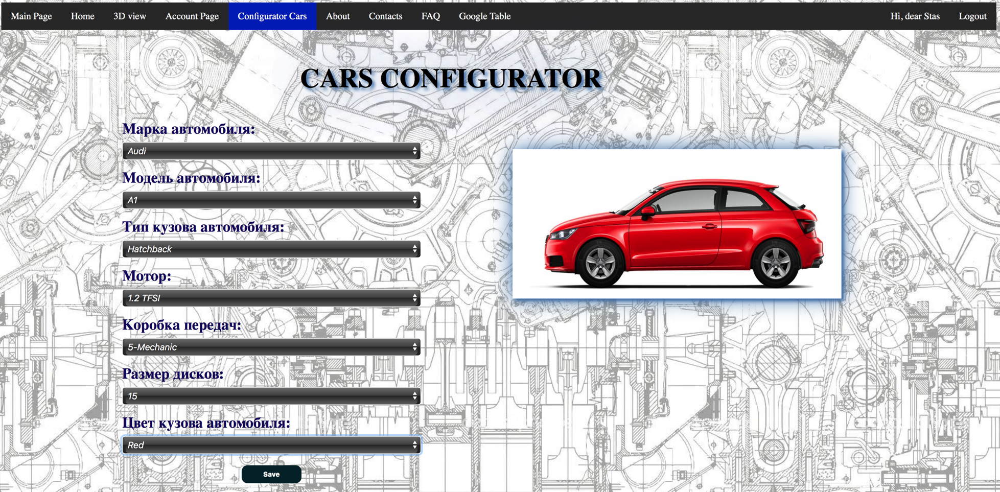 Main Page Home 3D view Account Page Configurator Cars About Contacts FAQ Google Table Hi, dear Stas Logout
CARS CONFIGURATOR
Марка автомобиля:
Audi
Модель автомобиля:
A1
Тип кузова автомобиля:
Hatchback
Мотор:
1.2 TFSI
Коробка передач:
5-Mechanic
Размер дисков:
15
Цвет кузова автомобиля:
Red
Save